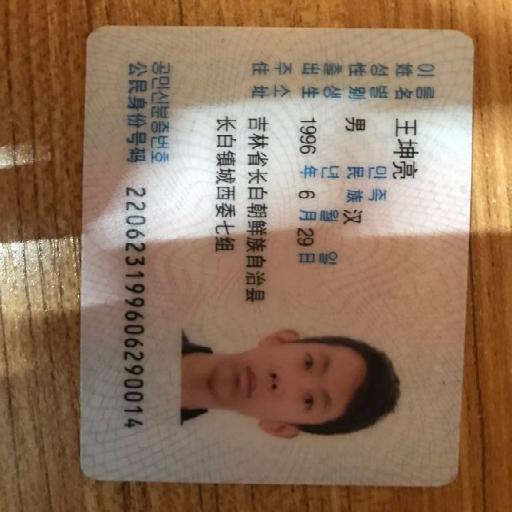 이름
姓名 王坤亮
성별 민족
性别 男 民族 汉
출생 년 월 일
出生 1996 年 6 月 29 日
주소
住址 吉林省长白朝鲜族自治县
长白镇城西委七组
공민신분증번호
公民身份号码 220623199606290014